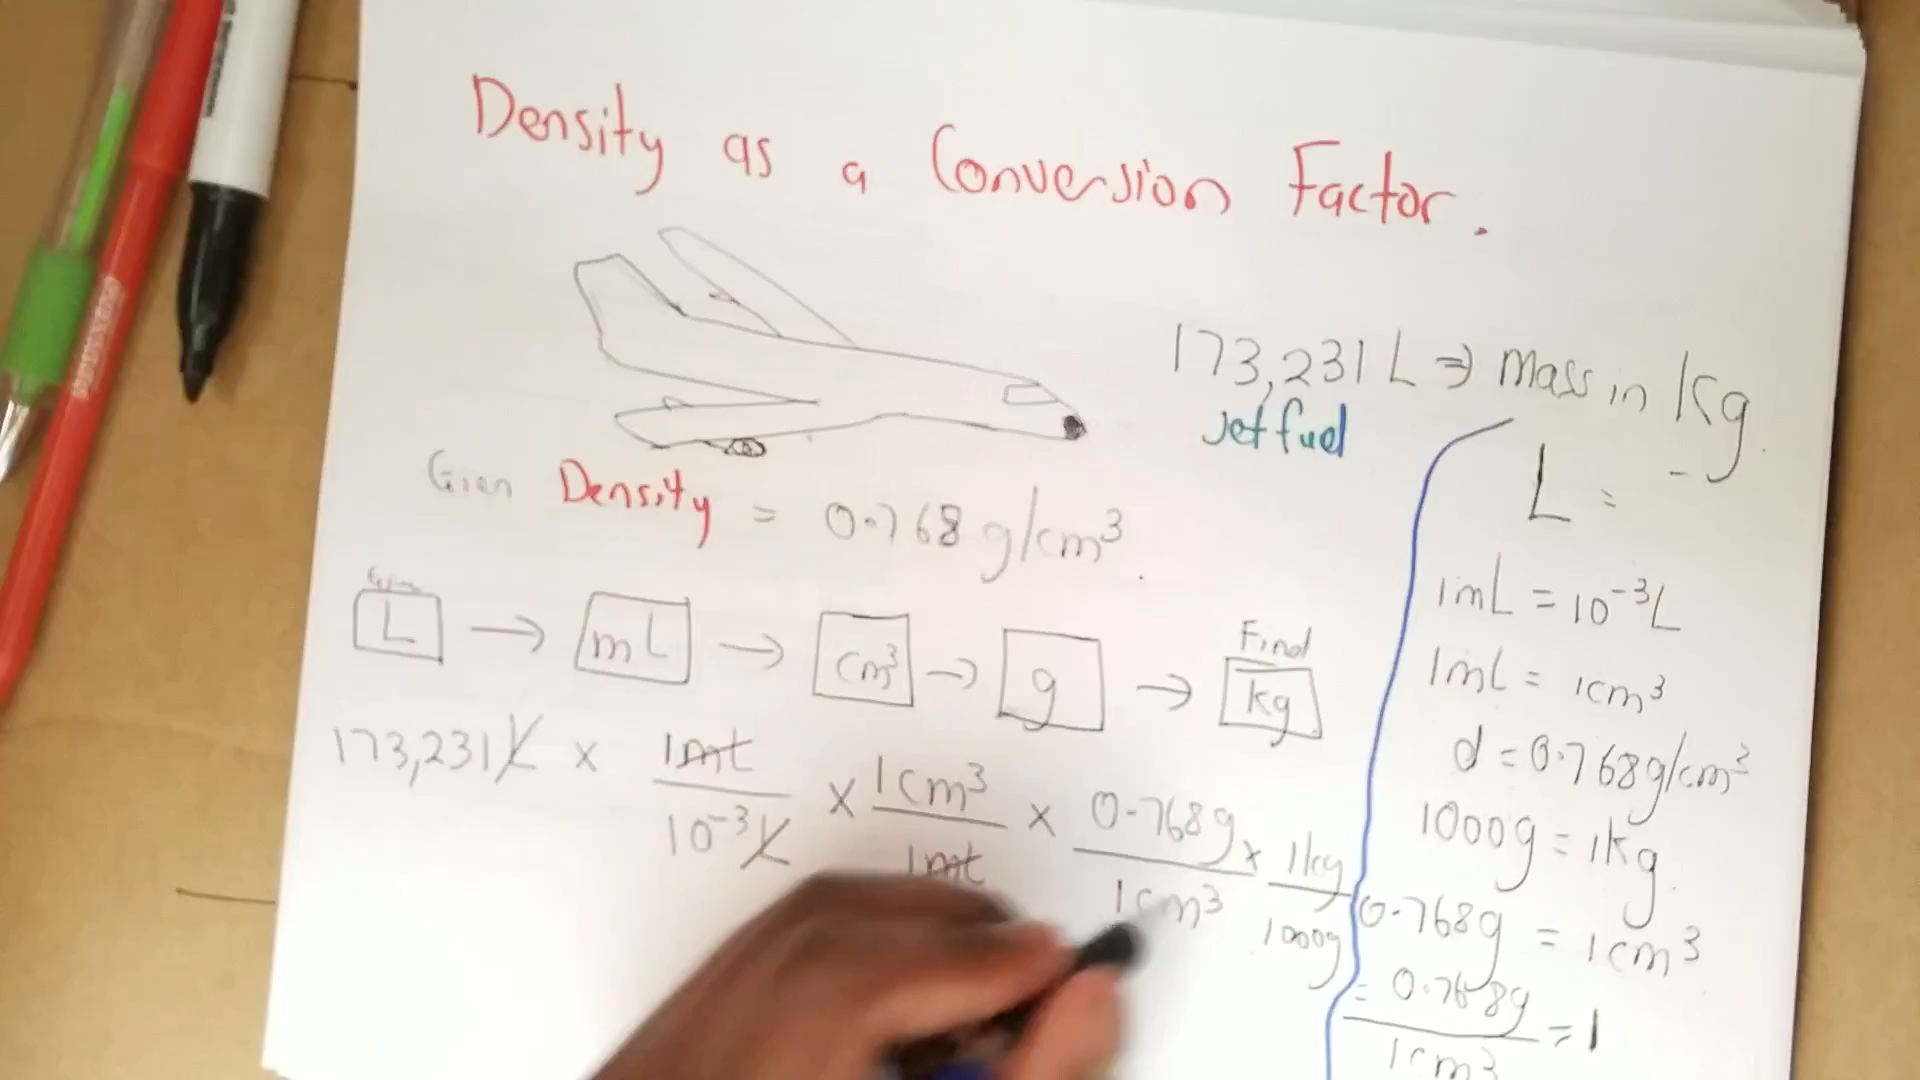 Density as a Conversion Factor.
173,231 L ⇒ Mass in kg
Jet fuel
Given Density = 0.768 g/cm³.
L → mL → cm³ → g → kg
Find
173,231 L × 1mL / 10⁻³L × 1cm³ / 1mL × 0.768g / 1cm³ × 1kg / 1000g
L = -
1mL = 10⁻³L
1mL = 1cm³
d = 0.768g/cm³
1000g = 1kg.
0.768g = 1cm³
= 0.768g / 1cm³ = 1